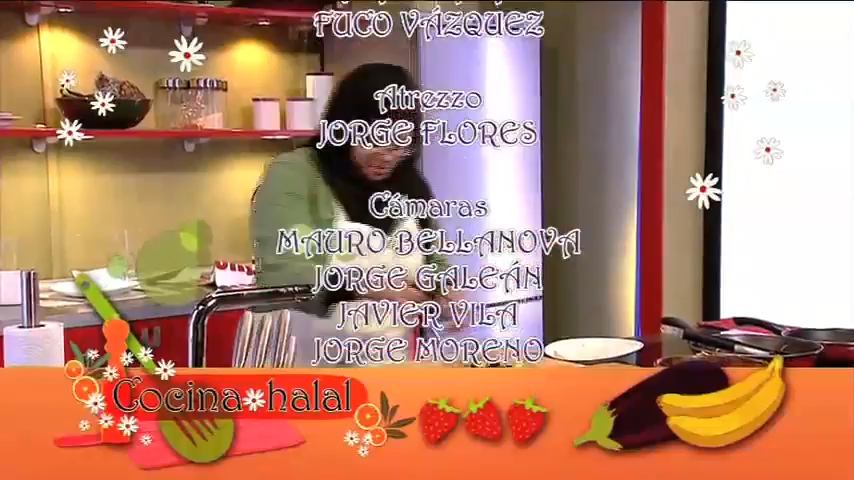 FUCO VÁZQUEZ
Atrezzo
JORGE FLORES
Cámaras
MAURO BELLANOVA
JORGE GALEÁN
JAVIER VILA
JORGE MORENO
Cocina halal